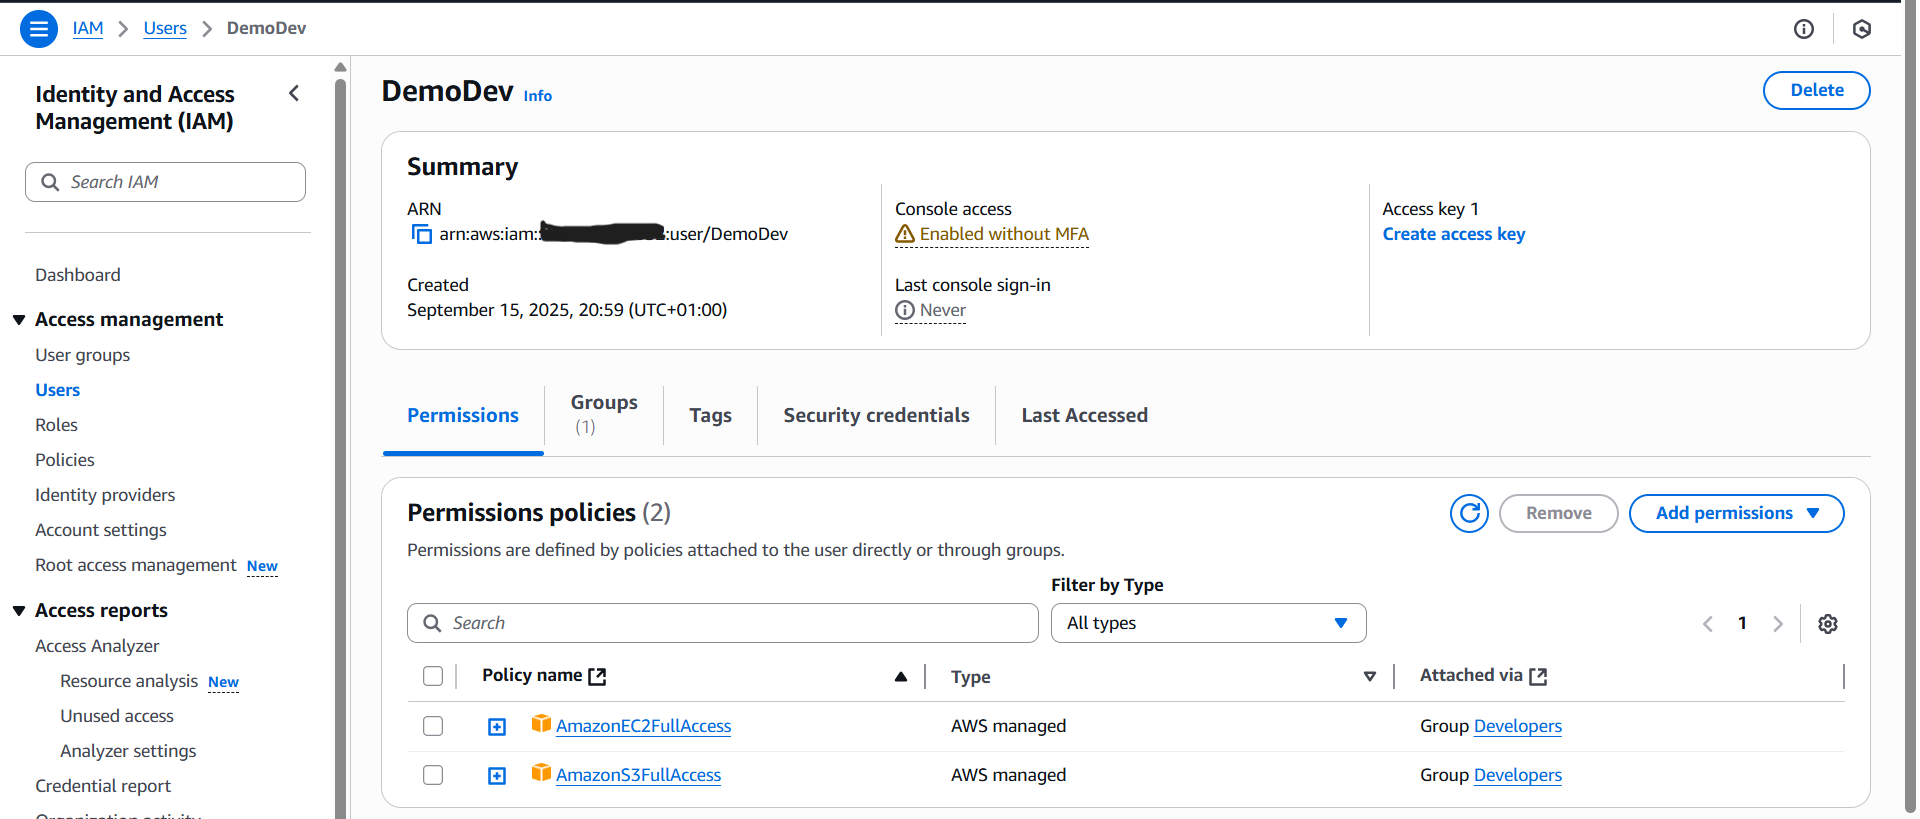 IAM > Users > DemoDev
Identity and Access
Management (IAM)
Search IAM
Dashboard
Access management
User groups
Users
Roles
Policies
Identity providers
Account settings
Root access management New
Access reports
Access Analyzer
Resource analysis New
Unused access
Analyzer settings
Credential report
Organization activity
DemoDev Info
Delete
Summary
ARN
arn:aws:iam:: :user/DemoDev
Created
September 15, 2025, 20:59 (UTC+01:00)
Console access
Enabled without MFA
Last console sign-in
Never
Access key 1
Create access key
Permissions
Groups
(1)
Tags
Security credentials
Last Accessed
Permissions policies (2)
Remove
Add permissions
Permissions are defined by policies attached to the user directly or through groups.
Filter by Type
Search
All types
1
Policy name Type Attached via
AmazonEC2FullAccess AWS managed Group Developers
AmazonS3FullAccess AWS managed Group Developers